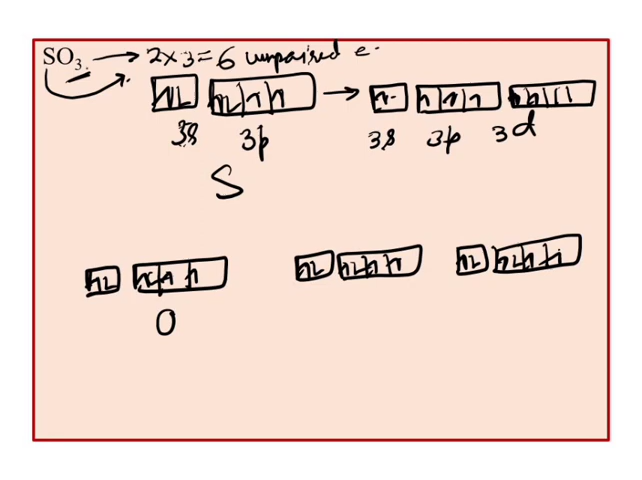 SO3 → 2×3=6 unpaired e-
3s 3p → 3s 3p 3d
S
O